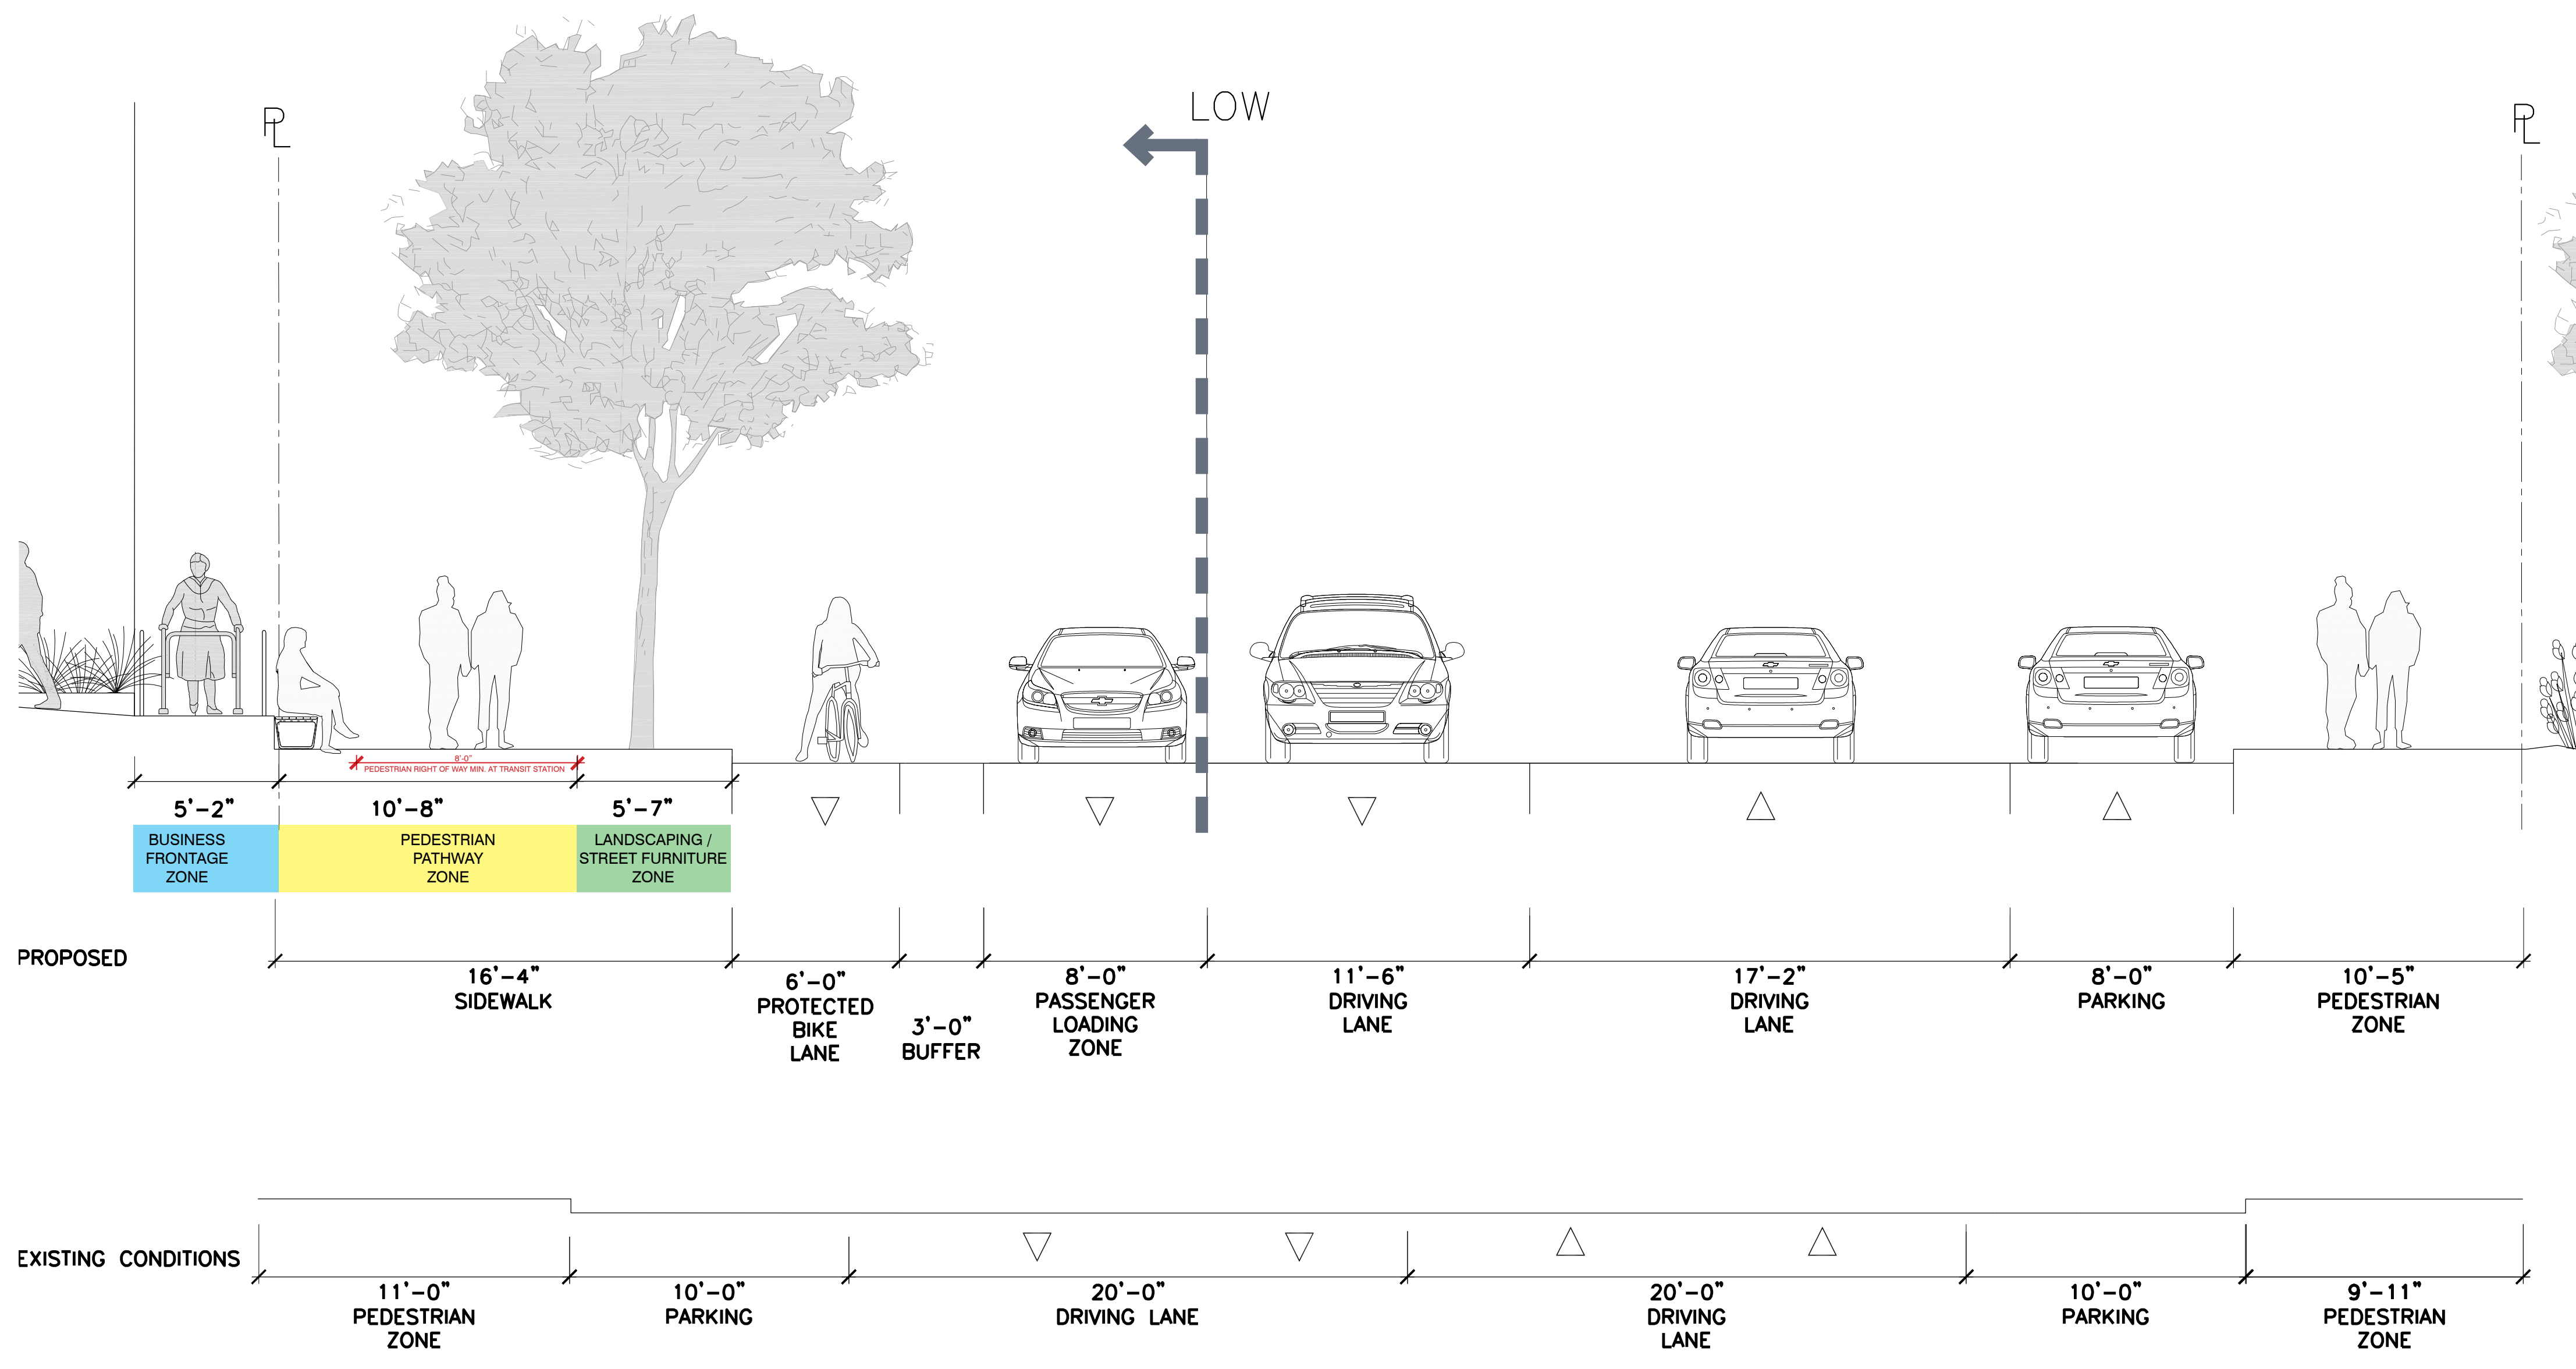 PL
LOW
PL
8'-0"
PEDESTRIAN RIGHT OF WAY MIN. AT TRANSIT STATION
5'-2"
10'-8"
5'-7"
BUSINESS
FRONTAGE
ZONE
PEDESTRIAN
PATHWAY
ZONE
LANDSCAPING /
STREET FURNITURE
ZONE
PROPOSED
16'-4"
SIDEWALK
6'-0"
PROTECTED
BIKE
LANE
3'-0"
BUFFER
8'-0"
PASSENGER
LOADING
ZONE
11'-6"
DRIVING
LANE
17'-2"
DRIVING
LANE
8'-0"
PARKING
10'-5"
PEDESTRIAN
ZONE
EXISTING CONDITIONS
11'-0"
PEDESTRIAN
ZONE
10'-0"
PARKING
20'-0"
DRIVING LANE
20'-0"
DRIVING
LANE
10'-0"
PARKING
9'-11"
PEDESTRIAN
ZONE